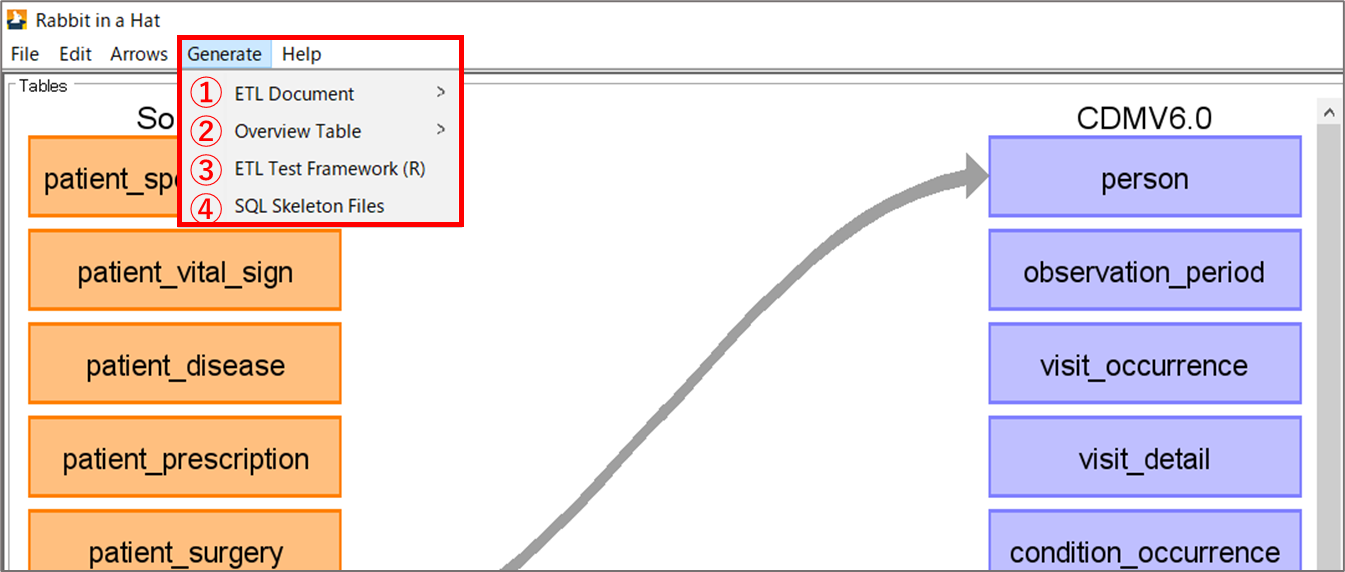 Rabbit in a Hat
File Edit Arrows Generate Help
Tables
① ETL Document >
② Overview Table >
③ ETL Test Framework (R)
④ SQL Skeleton Files
So
patient_spe
patient_vital_sign
patient_disease
patient_prescription
patient_surgery
CDMV6.0
person
observation_period
visit_occurrence
visit_detail
condition_occurrence